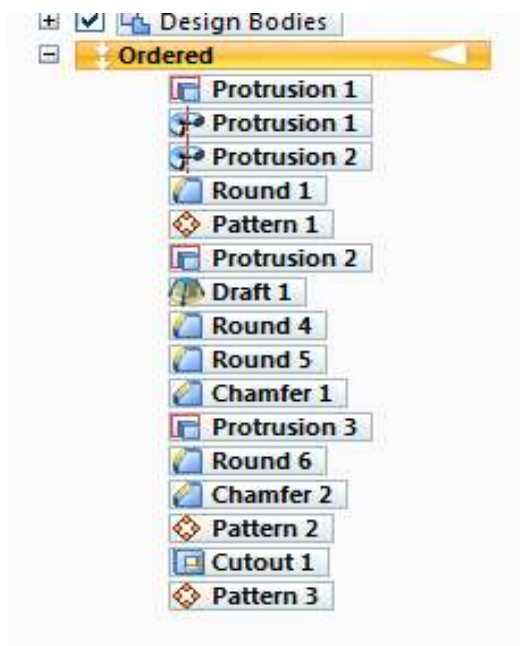 Design Bodies
Ordered
Protrusion 1
Protrusion 1
Protrusion 2
Round 1
Pattern 1
Protrusion 2
Draft 1
Round 4
Round 5
Chamfer 1
Protrusion 3
Round 6
Chamfer 2
Pattern 2
Cutout 1
Pattern 3